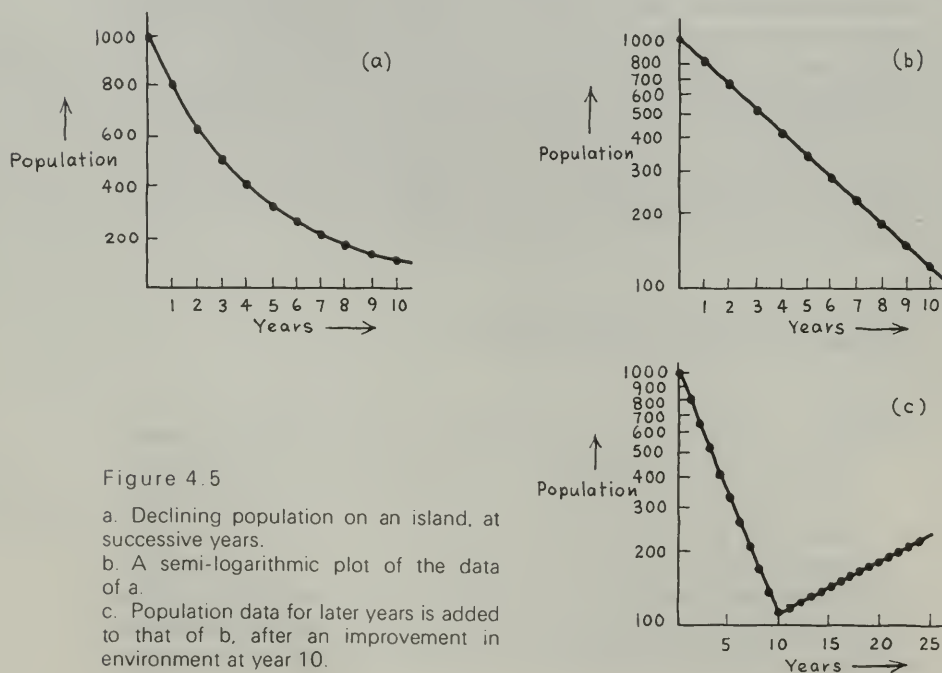 1000
800
600
400
200
Population
(a)
1 2 3 4 5 6 7 8 9 10
Years
1000
800
700
600
500
400
300
200
100
Population
(b)
1 2 3 4 5 6 7 8 9 10
Years
1000
900
800
700
600
500
400
300
200
100
Population
(c)
5 10 15 20 25
Years
Figure 4.5
a. Declining population on an island, at
successive years.
b. A semi-logarithmic plot of the data
of a.
c. Population data for later years is added
to that of b, after an improvement in
environment at year 10.